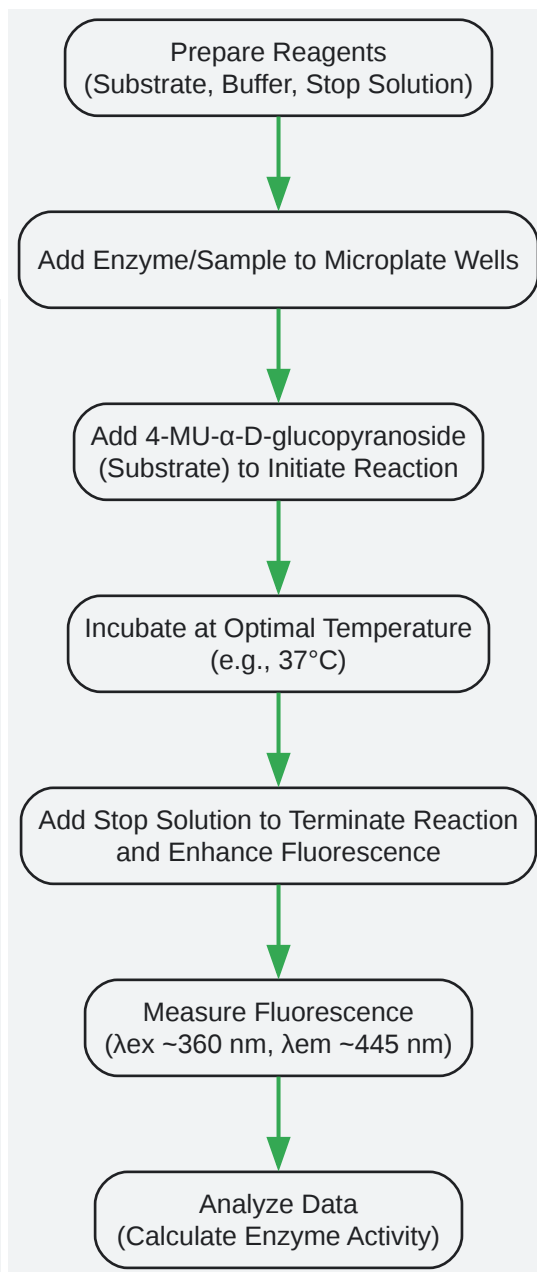 Prepare Reagents
(Substrate, Buffer, Stop Solution)
Add Enzyme/Sample to Microplate Wells
Add 4-MU-α-D-glucopyranoside
(Substrate) to Initiate Reaction
Incubate at Optimal Temperature
(e.g., 37°C)
Add Stop Solution to Terminate Reaction
and Enhance Fluorescence
Measure Fluorescence
(λex ~360 nm, λem ~445 nm)
Analyze Data
(Calculate Enzyme Activity)